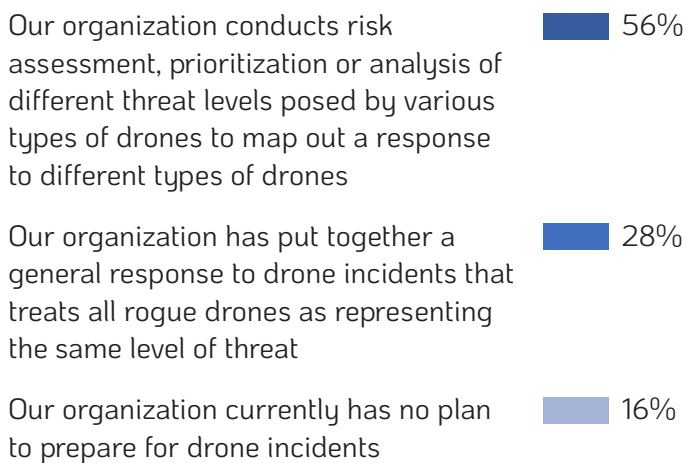 Our organization conducts risk 56%
assessment, prioritization or analysis of
different threat levels posed by various
types of drones to map out a response
to different types of drones
Our organization has put together a 28%
general response to drone incidents that
treats all rogue drones as representing
the same level of threat
Our organization currently has no plan 16%
to prepare for drone incidents